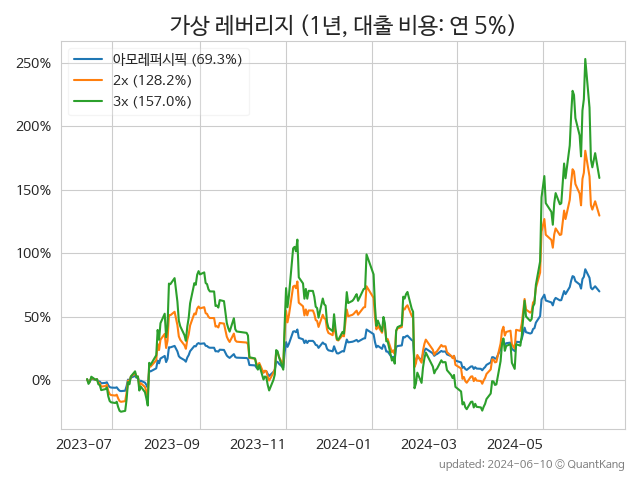 가상 레버리지 (1년, 대출 비용: 연 5%)
아모레퍼시픽 (69.3%)
2x (128.2%)
3x (157.0%)
250%
200%
150%
100%
50%
0%
2023-07 2023-09 2023-11 2024-01 2024-03 2024-05
updated: 2024-06-10 © QuantKang